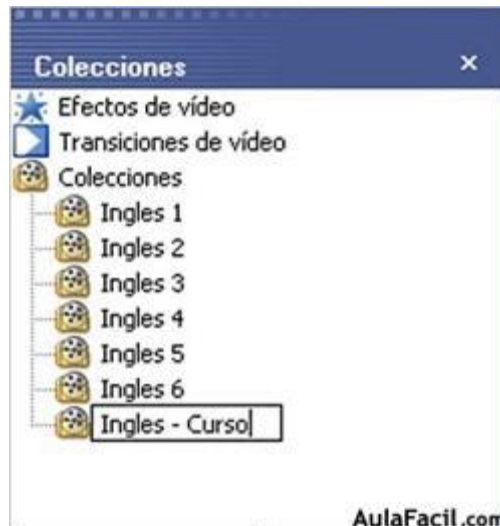 Colecciones
Efectos de vídeo
Transiciones de vídeo
Colecciones
Ingles 1
Ingles 2
Ingles 3
Ingles 4
Ingles 5
Ingles 6
Ingles - Curso
AulaFacil.com